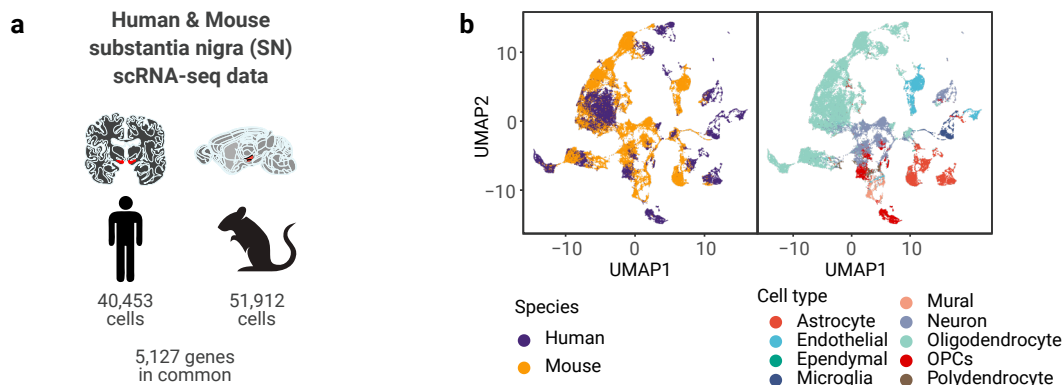 a
Human & Mouse
substantia nigra (SN)
scRNA-seq data
40,453
cells
51,912
cells
5,127 genes
in common
b
UMAP2
10
0
−10
−10 0 10
−10 0 10
UMAP1
UMAP1
Species
Human
Mouse
Cell type
Astrocyte
Endothelial
Ependymal
Microglia
Mural
Neuron
Oligodendrocyte
OPCs
Polydendrocyte